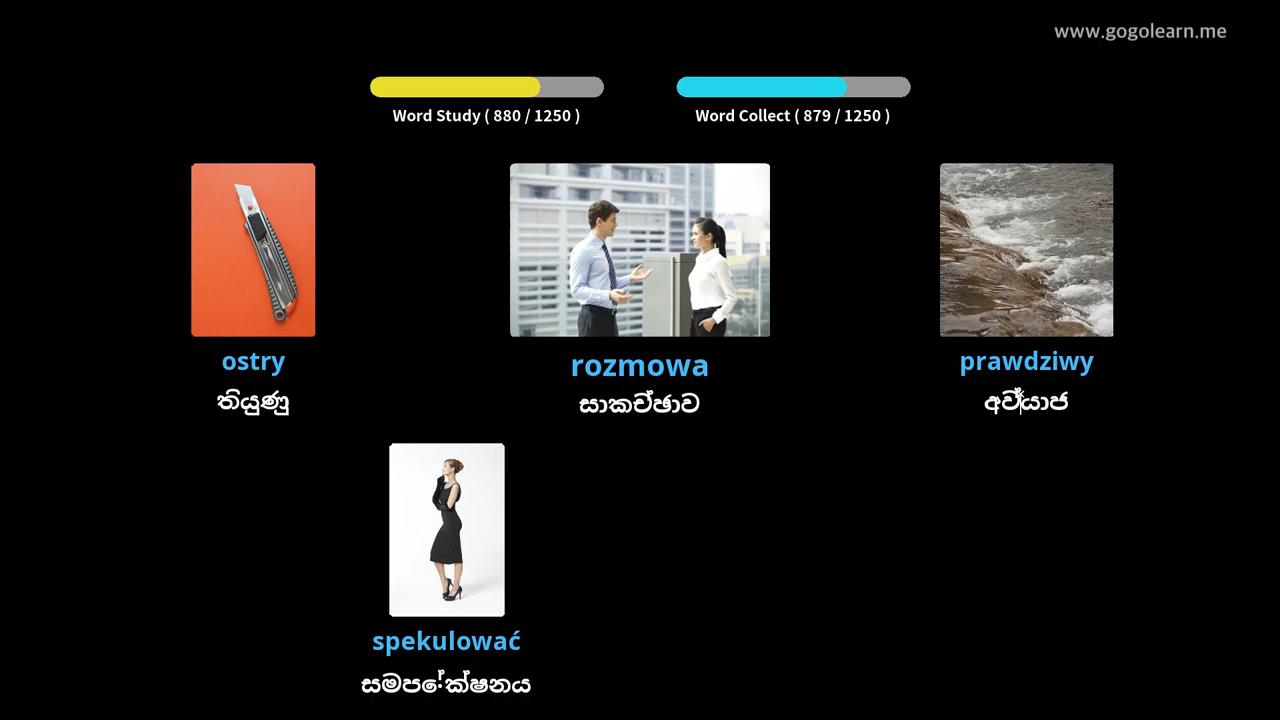 www.gogolearn.me
Word Study ( 880 / 1250 )
Word Collect ( 879 / 1250 )
ostry
rozmowa
prawdziwy
තියුණු
සාකච්ඡාව
අව්‍යාජ
spekulować
සමපේ‍්‍රක්ෂනය